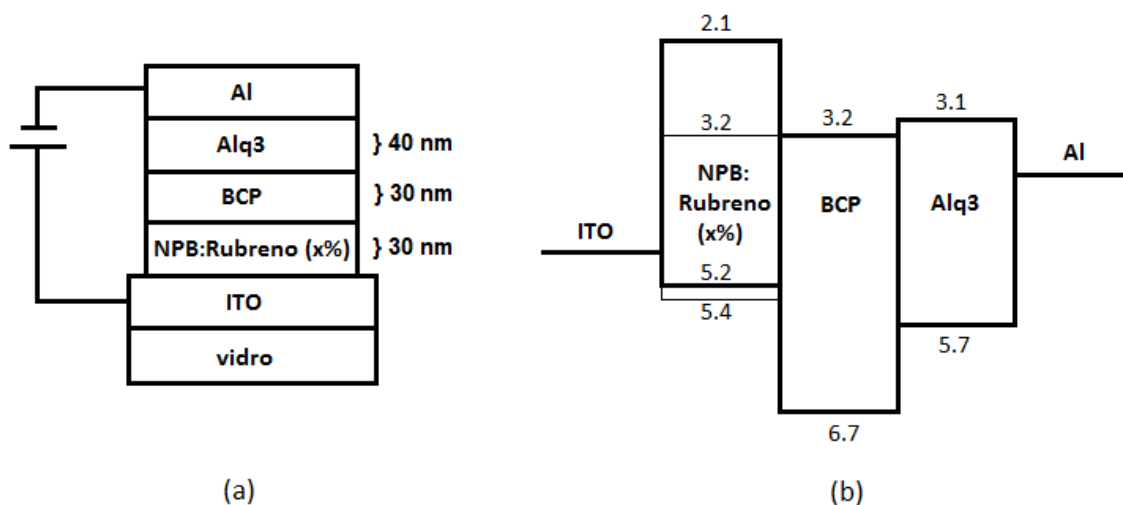 Al
Alq3
} 40 nm
BCP
} 30 nm
NPB:Rubreno (x%)
} 30 nm
ITO
vidro
(a)
2.1
3.2
3.2
3.1
Al
NPB:
Rubreno
(x%)
BCP
Alq3
ITO
5.2
5.4
5.7
6.7
(b)